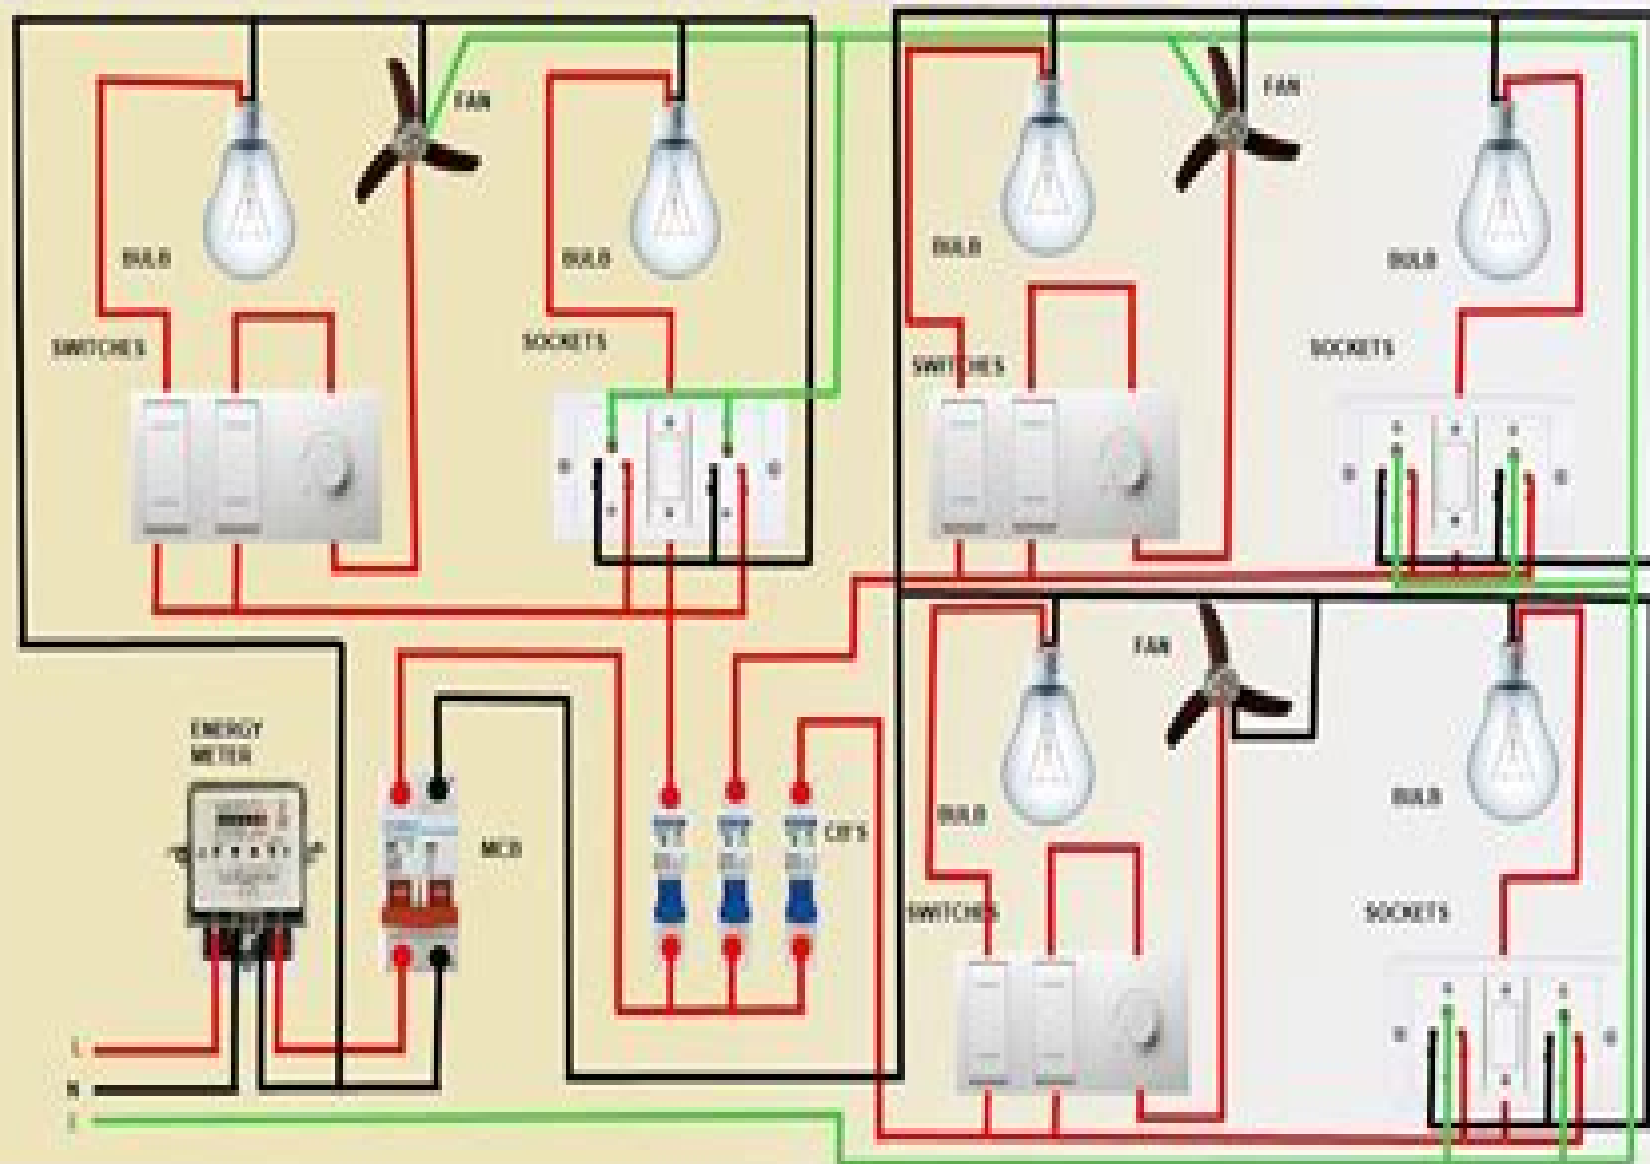 FAN
FAN
BULB
BULB
BULB
BULB
SWITCHES
SOCKETS
SWITCHES
SOCKETS
FAN
ENERGY
METER
BULB
BULB
MCB
CB'S
SWITCHES
SOCKETS
L
N